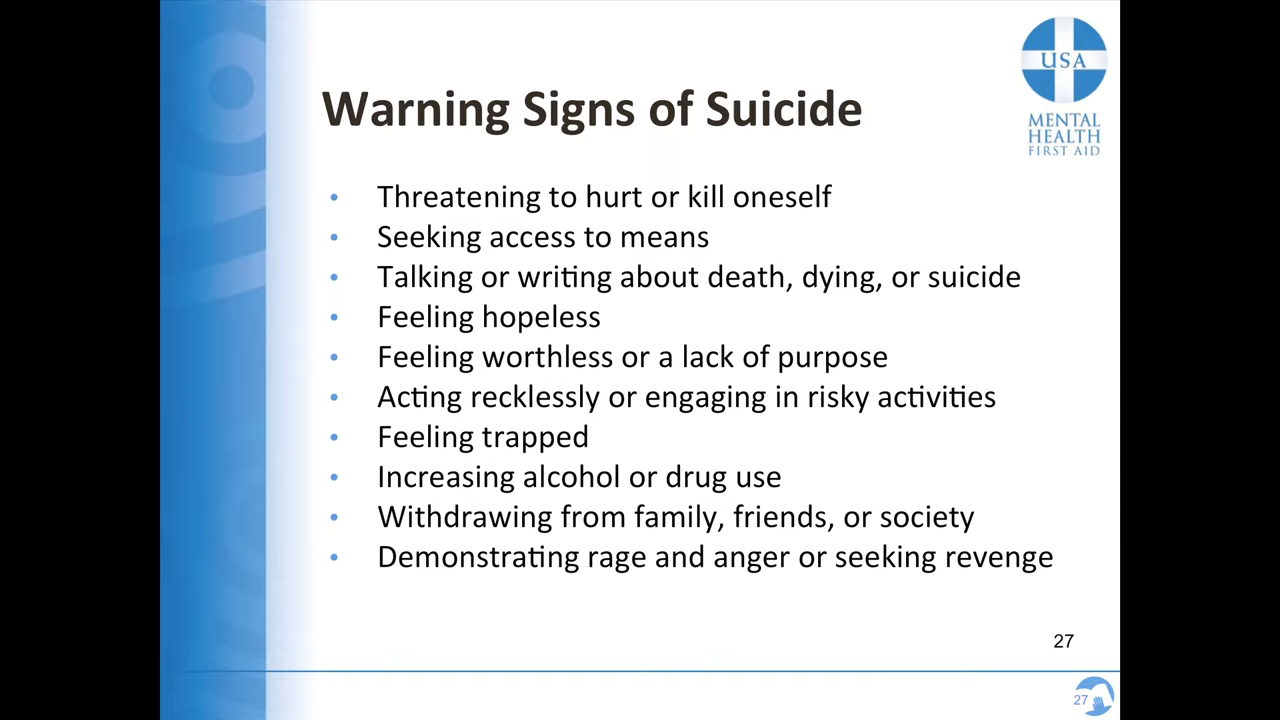 USA
MENTAL
HEALTH
FIRST AID
Warning Signs of Suicide
• Threatening to hurt or kill oneself
• Seeking access to means
• Talking or writing about death, dying, or suicide
• Feeling hopeless
• Feeling worthless or a lack of purpose
• Acting recklessly or engaging in risky activities
• Feeling trapped
• Increasing alcohol or drug use
• Withdrawing from family, friends, or society
• Demonstrating rage and anger or seeking revenge
27
27